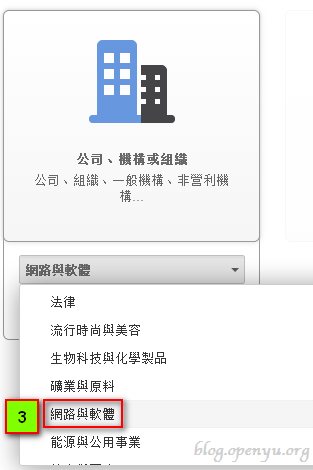 公司、機構或組織
公司、組織、一般機構、非營利機
構...
網路與軟體
法律
流行時尚與美容
生物科技與化學製品
礦業與原料
3
網路與軟體
能源與公用事業
blog.openyu.org